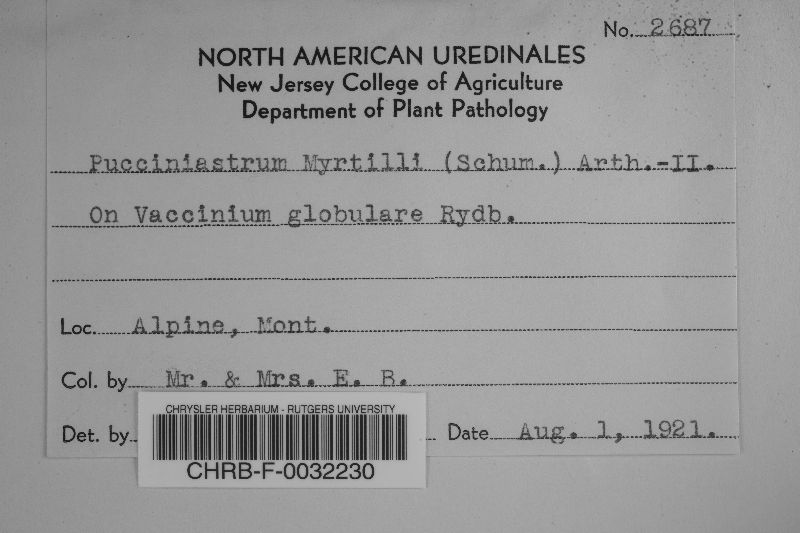 No. 2687
NORTH AMERICAN UREDINALES
New Jersey College of Agriculture
Department of Plant Pathology
Pucciniastrum Myrtilli (Schum.) Arth.-II.
On Vaccinium globulare Rydb.
Loc. Alpine, Mont.
Col. by Mr. & Mrs. E. B.
Det. by
Date Aug. 1, 1921.
CHRYSLER HERBARIUM - RUTGERS UNIVERSITY
CHRB-F-0032230